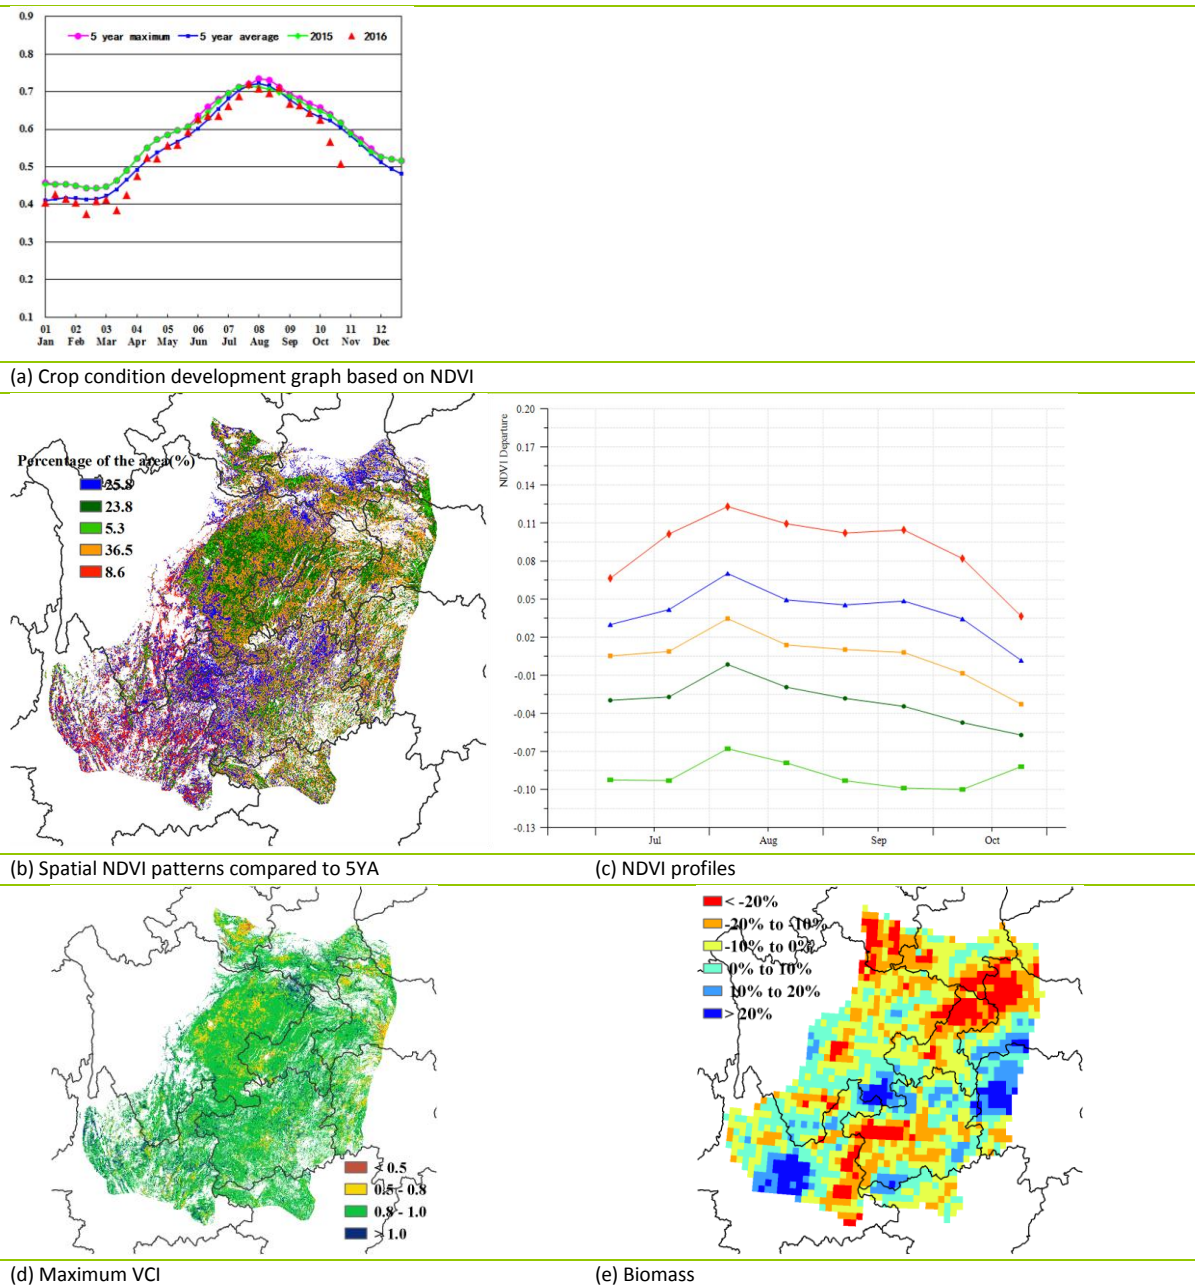 0.9
5 year maximum 5 year average 2015 2016
0.8
0.7
0.6
0.5
0.4
0.3
0.2
0.1
01 02 03 04 05 06 07 08 09 10 11 12
Jan Feb Mar Apr May Jun Jul Aug Sep Oct Nov Dec
(a) Crop condition development graph based on NDVI
Percentage of the area(%)
25.8
23.8
5.3
36.5
8.6
NDVI Departure
0.20
0.17
0.14
0.11
0.08
0.05
0.02
-0.01
-0.04
-0.07
-0.10
-0.13
Jul Aug Sep Oct
(b) Spatial NDVI patterns compared to 5YA (c) NDVI profiles
< 0.5
0.5 - 0.8
0.8 - 1.0
> 1.0
< -20%
-20% to -10%
-10% to 0%
0% to 10%
10% to 20%
> 20%
(d) Maximum VCI (e) Biomass